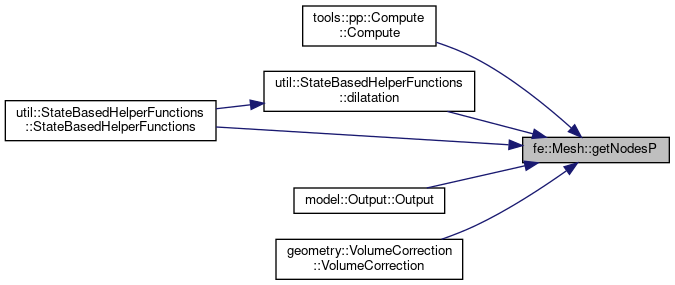 tools::pp::Compute
::Compute
util::StateBasedHelperFunctions
::dilatation
util::StateBasedHelperFunctions
::StateBasedHelperFunctions
fe::Mesh::getNodesP
model::Output::Output
geometry::VolumeCorrection
::VolumeCorrection